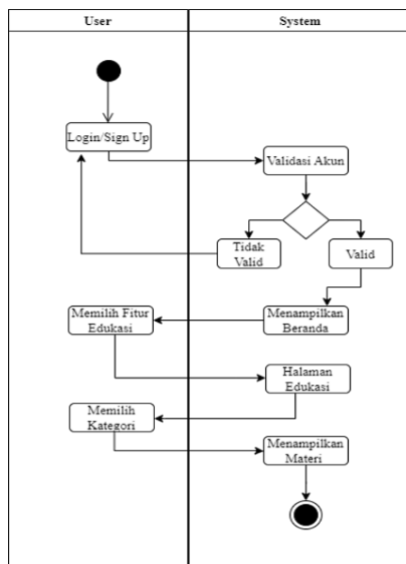 User
System
Login/Sign Up
Validasi Akun
Tidak
Valid
Valid
Menampilkan
Beranda
Memilih Fitur
Edukasi
Halaman
Edukasi
Memilih
Kategori
Menampilkan
Materi